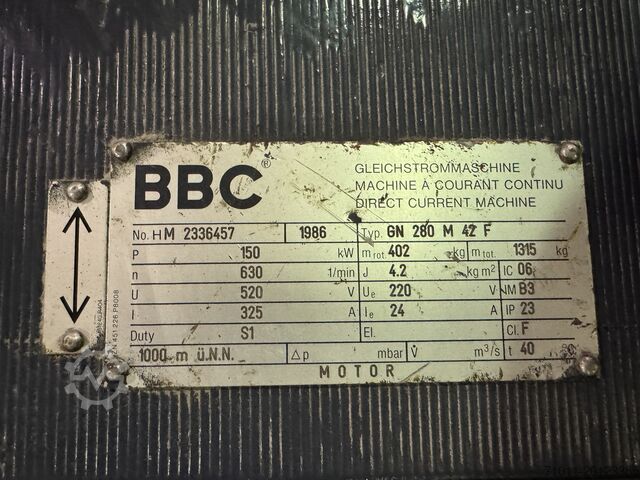 BBC®
GLEICHSTROMMASCHINE
MACHINE À COURANT CONTINU
DIRECT CURRENT MACHINE
No. HM 2336457 1986 Typ. GN 280 M 42 F
P 150 kW m rot. 402 kg m tot. 1315 kg
n 630 1/min J 4.2 kg m² IC 06
U 520 V Ue 220 V IM B3
I 325 A Ie 24 A IP 23
Duty S1 El. Cl. F
1000 m ü.N.N. Δp mbar V̇ m³/s t 40
MOTOR